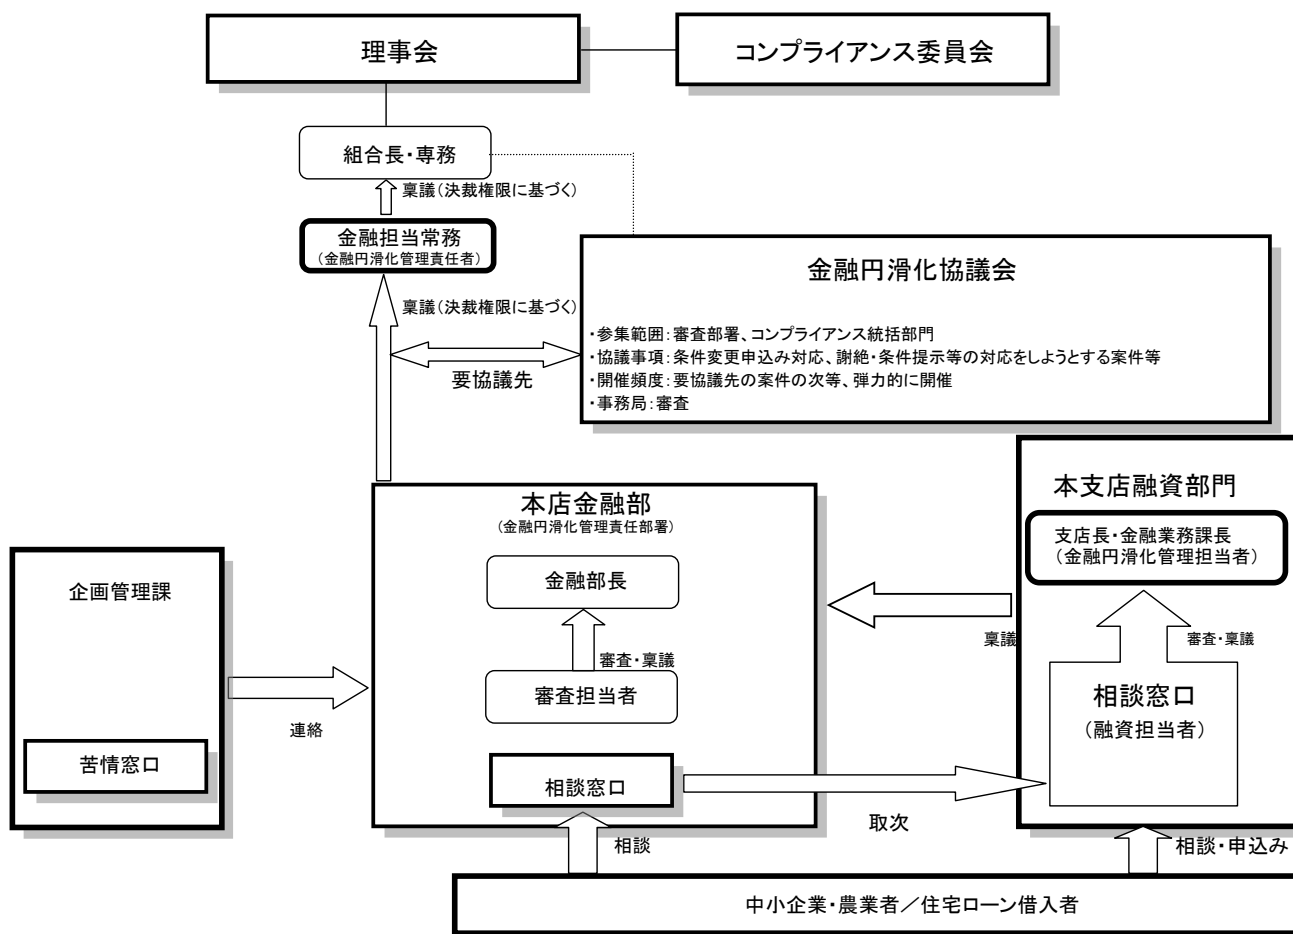 理事会
コンプライアンス委員会
組合長・専務
稟議(決裁権限に基づく)
金融担当常務
(金融円滑化管理責任者)
稟議(決裁権限に基づく)
要協議先
金融円滑化協議会
・参集範囲:審査部署、コンプライアンス統括部門
・協議事項:条件変更申込み対応、謝絶・条件提示等の対応をしようとする案件等
・開催頻度:要協議先の案件の次等、弾力的に開催
・事務局:審査
本店金融部
(金融円滑化管理責任部署)
金融部長
審査・稟議
審査担当者
相談窓口
本支店融資部門
支店長・金融業務課長
(金融円滑化管理担当者)
審査・稟議
相談窓口
(融資担当者)
稟議
企画管理課
苦情窓口
連絡
取次
相談
相談・申込み
中小企業・農業者/住宅ローン借入者